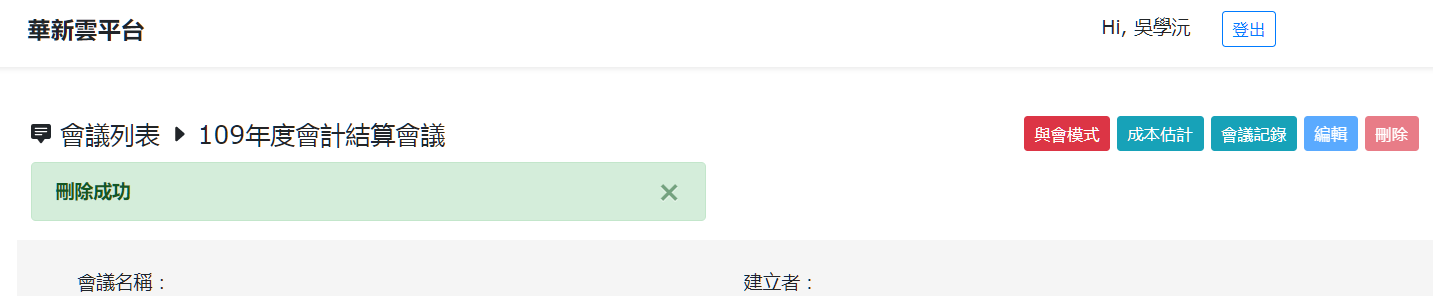 華新雲平台
Hi, 吳學沅
登出
會議列表 109年度會計結算會議
與會模式 成本估計 會議記錄 編輯 刪除
刪除成功
會議名稱：
建立者：